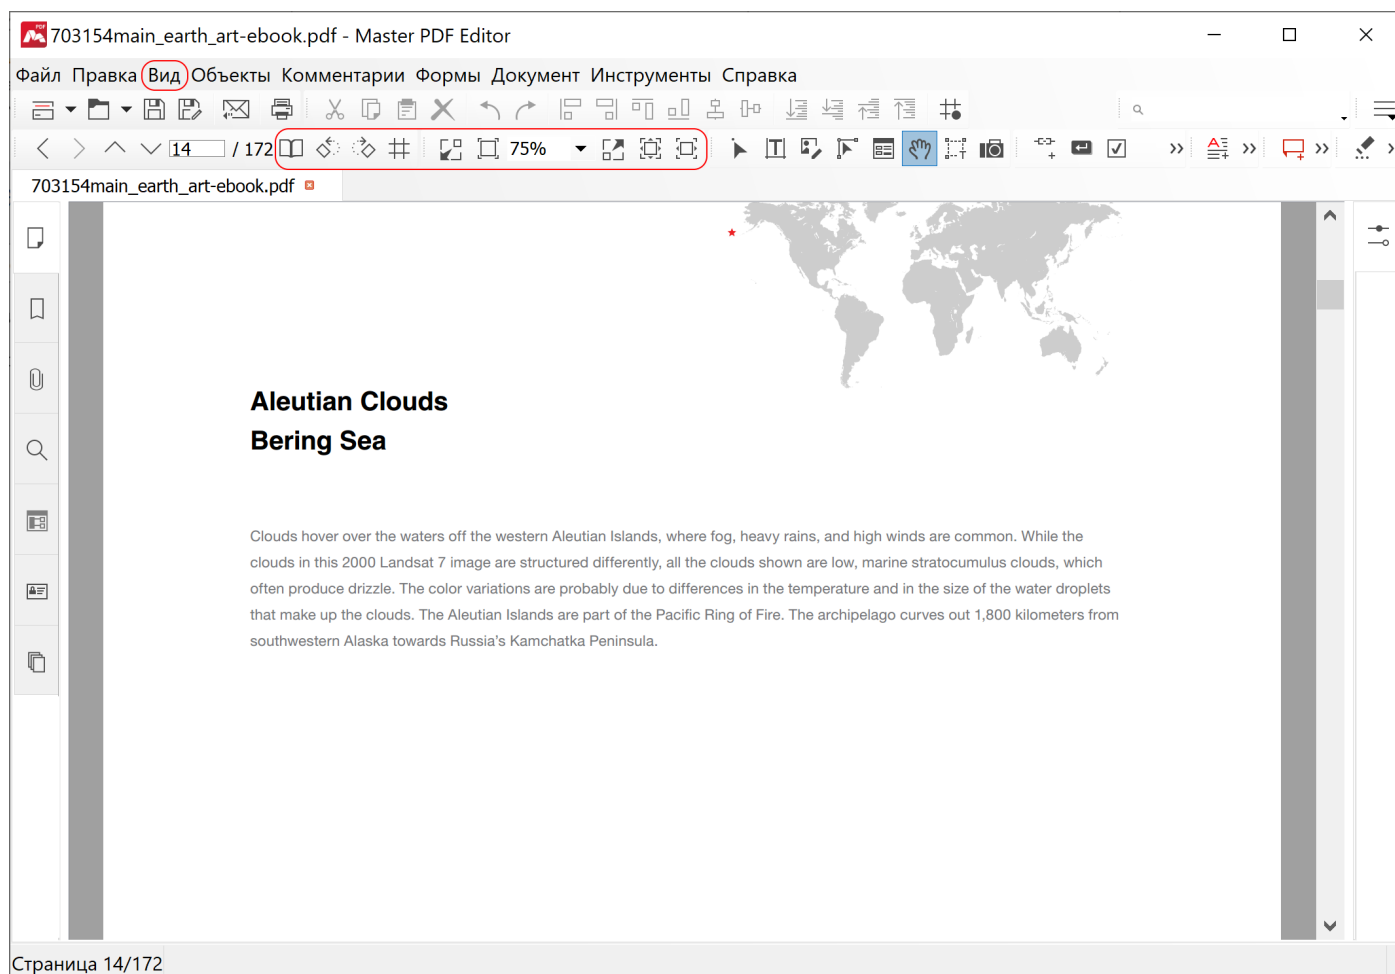 703154main_earth_art-ebook.pdf - Master PDF Editor
Файл Правка Вид Объекты Комментарии Формы Документ Инструменты Справка
14 / 172 75%
703154main_earth_art-ebook.pdf
Aleutian Clouds
Bering Sea
Clouds hover over the waters off the western Aleutian Islands, where fog, heavy rains, and high winds are common. While the
clouds in this 2000 Landsat 7 image are structured differently, all the clouds shown are low, marine stratocumulus clouds, which
often produce drizzle. The color variations are probably due to differences in the temperature and in the size of the water droplets
that make up the clouds. The Aleutian Islands are part of the Pacific Ring of Fire. The archipelago curves out 1,800 kilometers from
southwestern Alaska towards Russia's Kamchatka Peninsula.
Страница 14/172